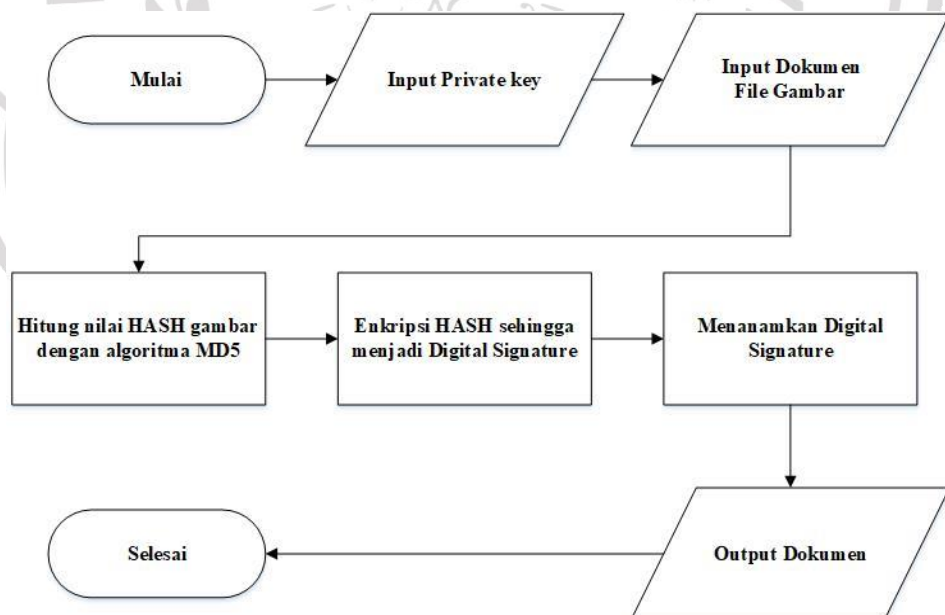 Mulai
Input Private key
Input Dokumen
File Gambar
Hitung nilai HASH gambar
dengan algoritma MD5
Enkripsi HASH sehingga
menjadi Digital Signature
Menanamkan Digital
Signature
Output Dokumen
Selesai